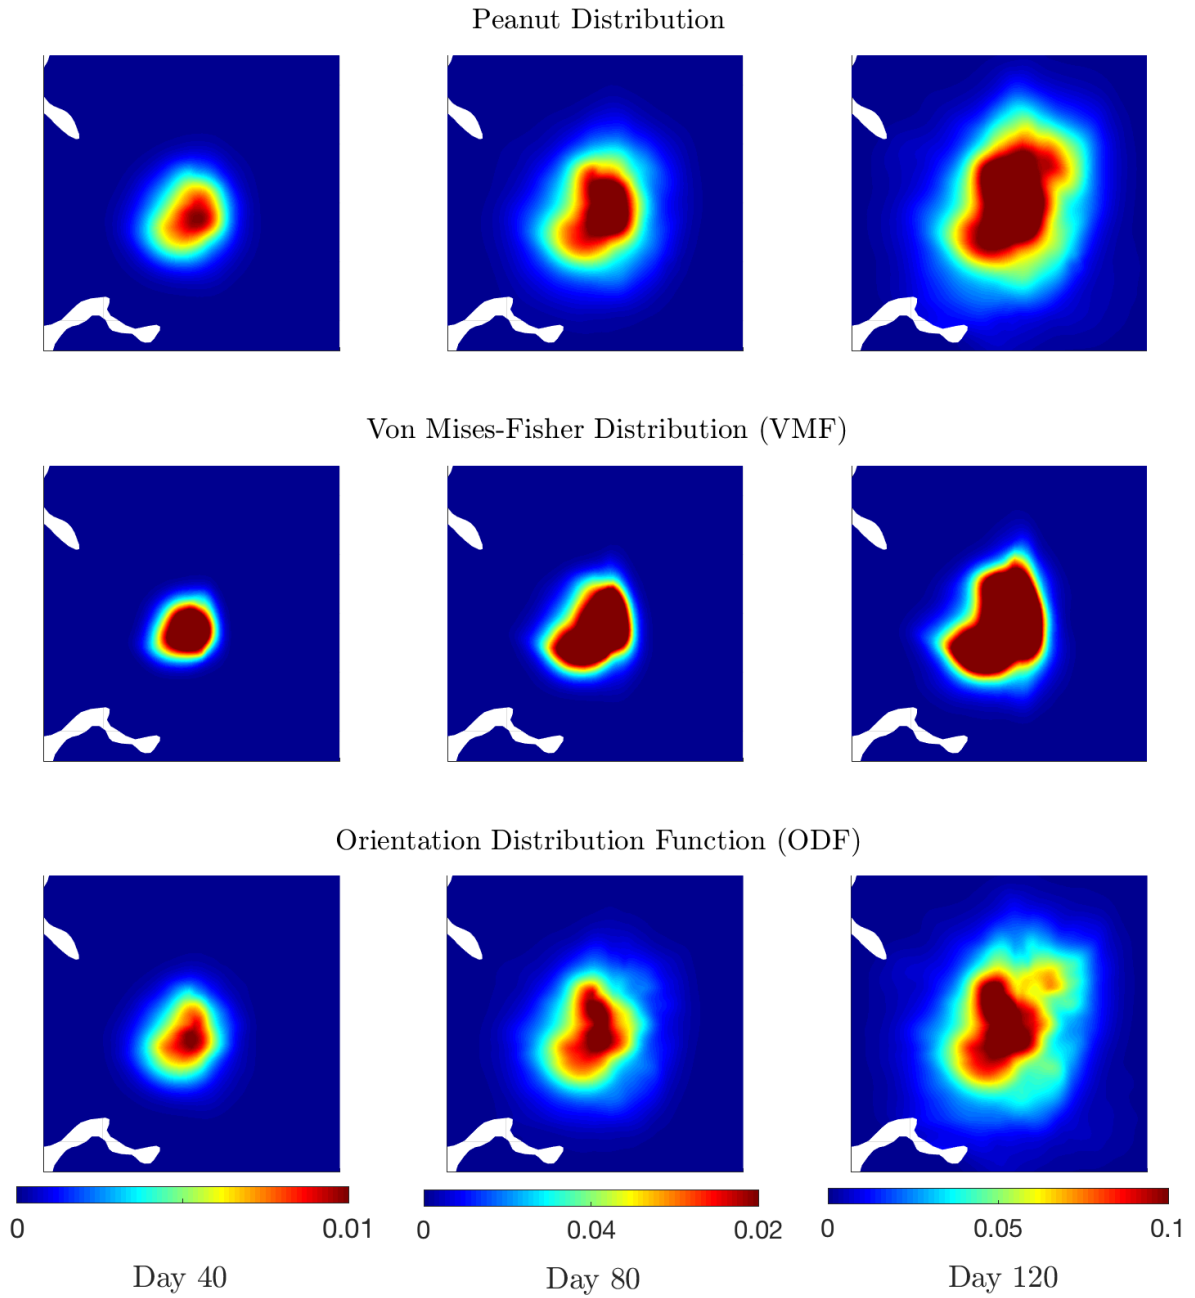 Peanut Distribution
Von Mises-Fisher Distribution (VMF)
Orientation Distribution Function (ODF)
0 0.01 0 0.04 0.02 0 0.05 0.1
Day 40 Day 80 Day 120